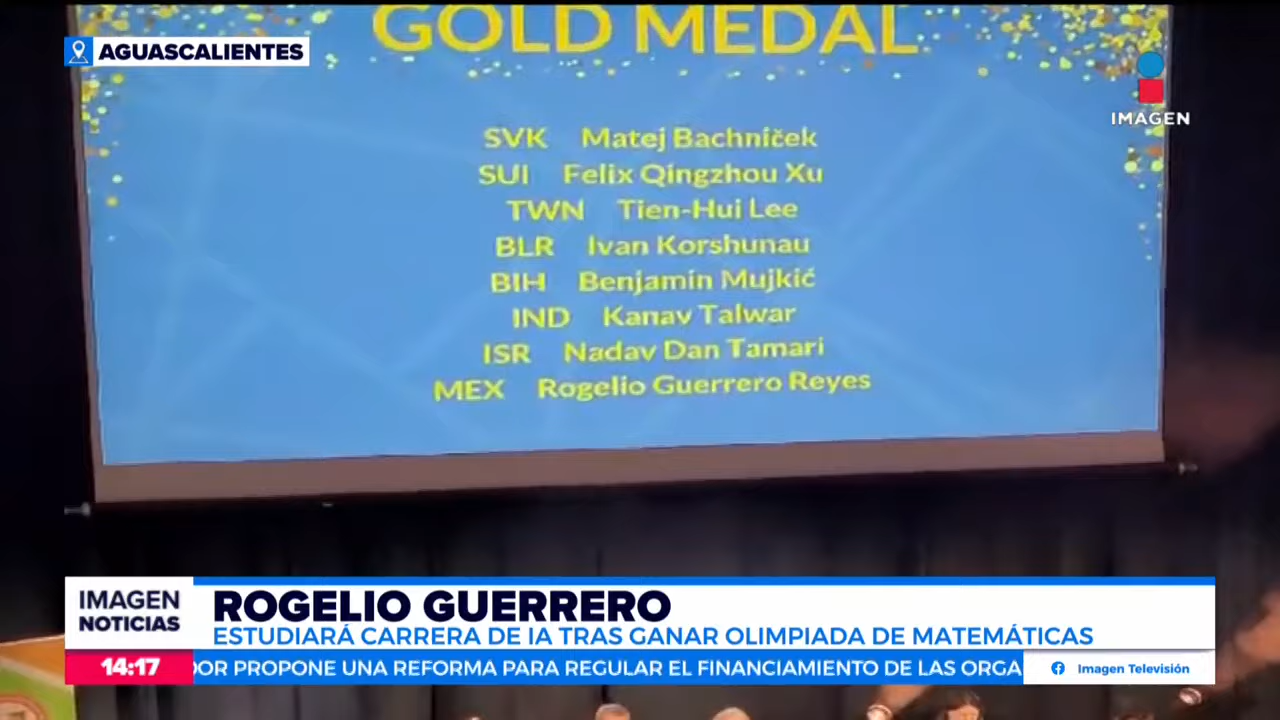 GOLD MEDAL
AGUASCALIENTES
IMAGEN
SVK Matej Bachniček
SUI Felix Qingzhou Xu
TWN Tien-Hui Lee
BLR Ivan Korshunau
BIH Benjamin Mujkić
IND Kanav Talwar
ISR Nadav Dan Tamari
MEX Rogelio Guerrero Reyes
IMAGEN NOTICIAS
ROGELIO GUERRERO
ESTUDIARÁ CARRERA DE IA TRAS GANAR OLIMPIADA DE MATEMÁTICAS
14:17
DOR PROPONE UNA REFORMA PARA REGULAR EL FINANCIAMIENTO DE LAS ORGA
Imagen Televisión